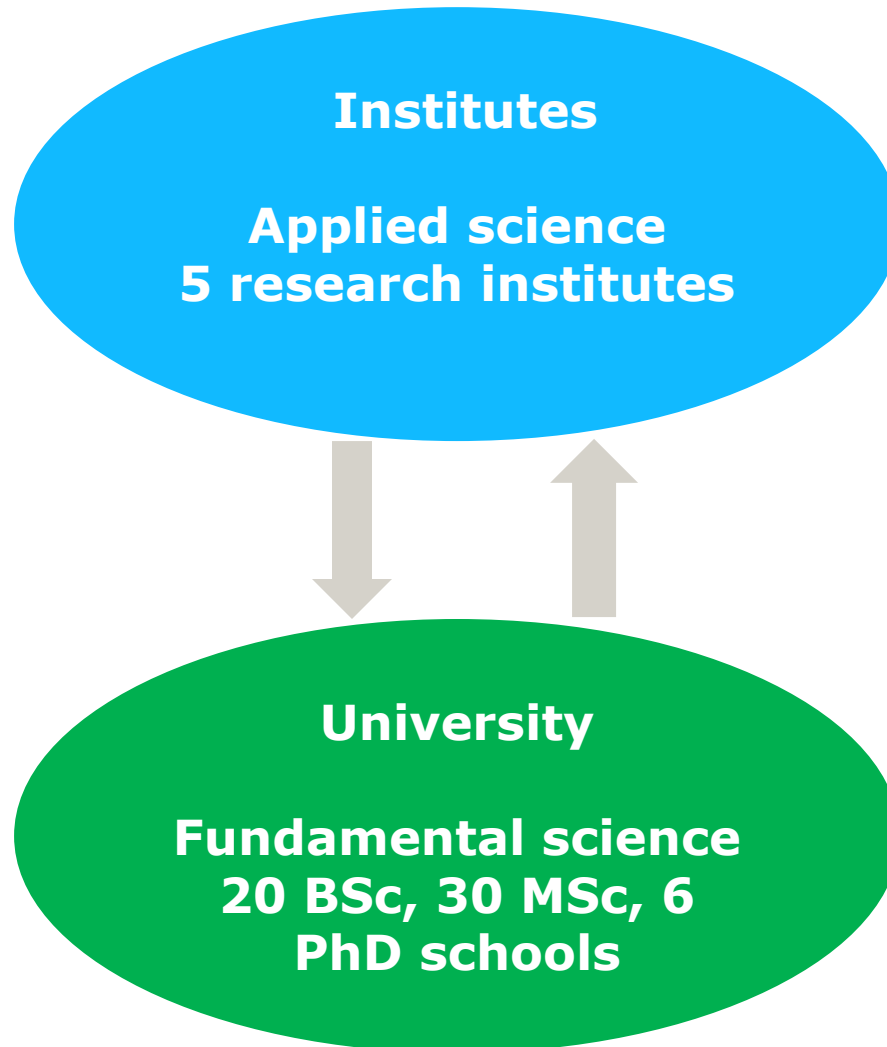 Institutes
Applied science
5 research institutes
University
Fundamental science
20 BSc, 30 MSc, 6
PhD schools